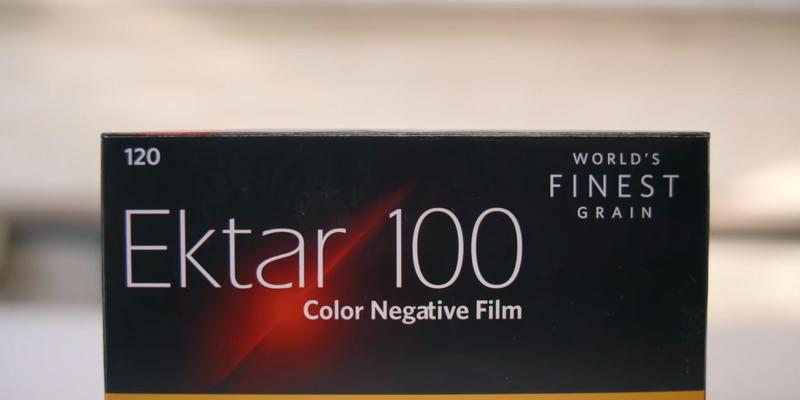 120
WORLD'S
FINEST
GRAIN
Ektar 100
Color Negative Film